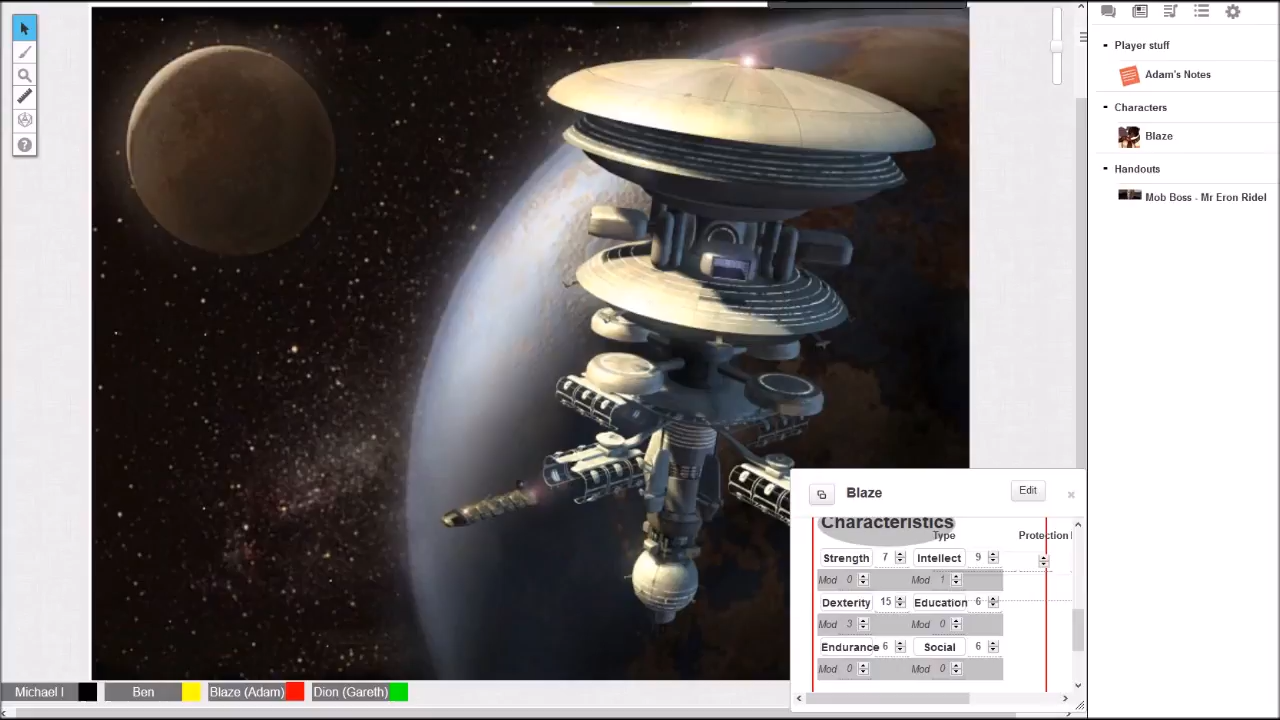 Player stuff
Adam's Notes
Characters
Blaze
Handouts
Mob Boss - Mr Eron Ridel
Blaze
Edit
Characteristics
Type Protection
Strength 7 Intellect 9
Mod 0 Mod 1
Dexterity 15 Education 6
Mod 3 Mod 0
Endurance 6 Social 6
Mod 0 Mod 0
Michael I Ben Blaze (Adam) Dion (Gareth)